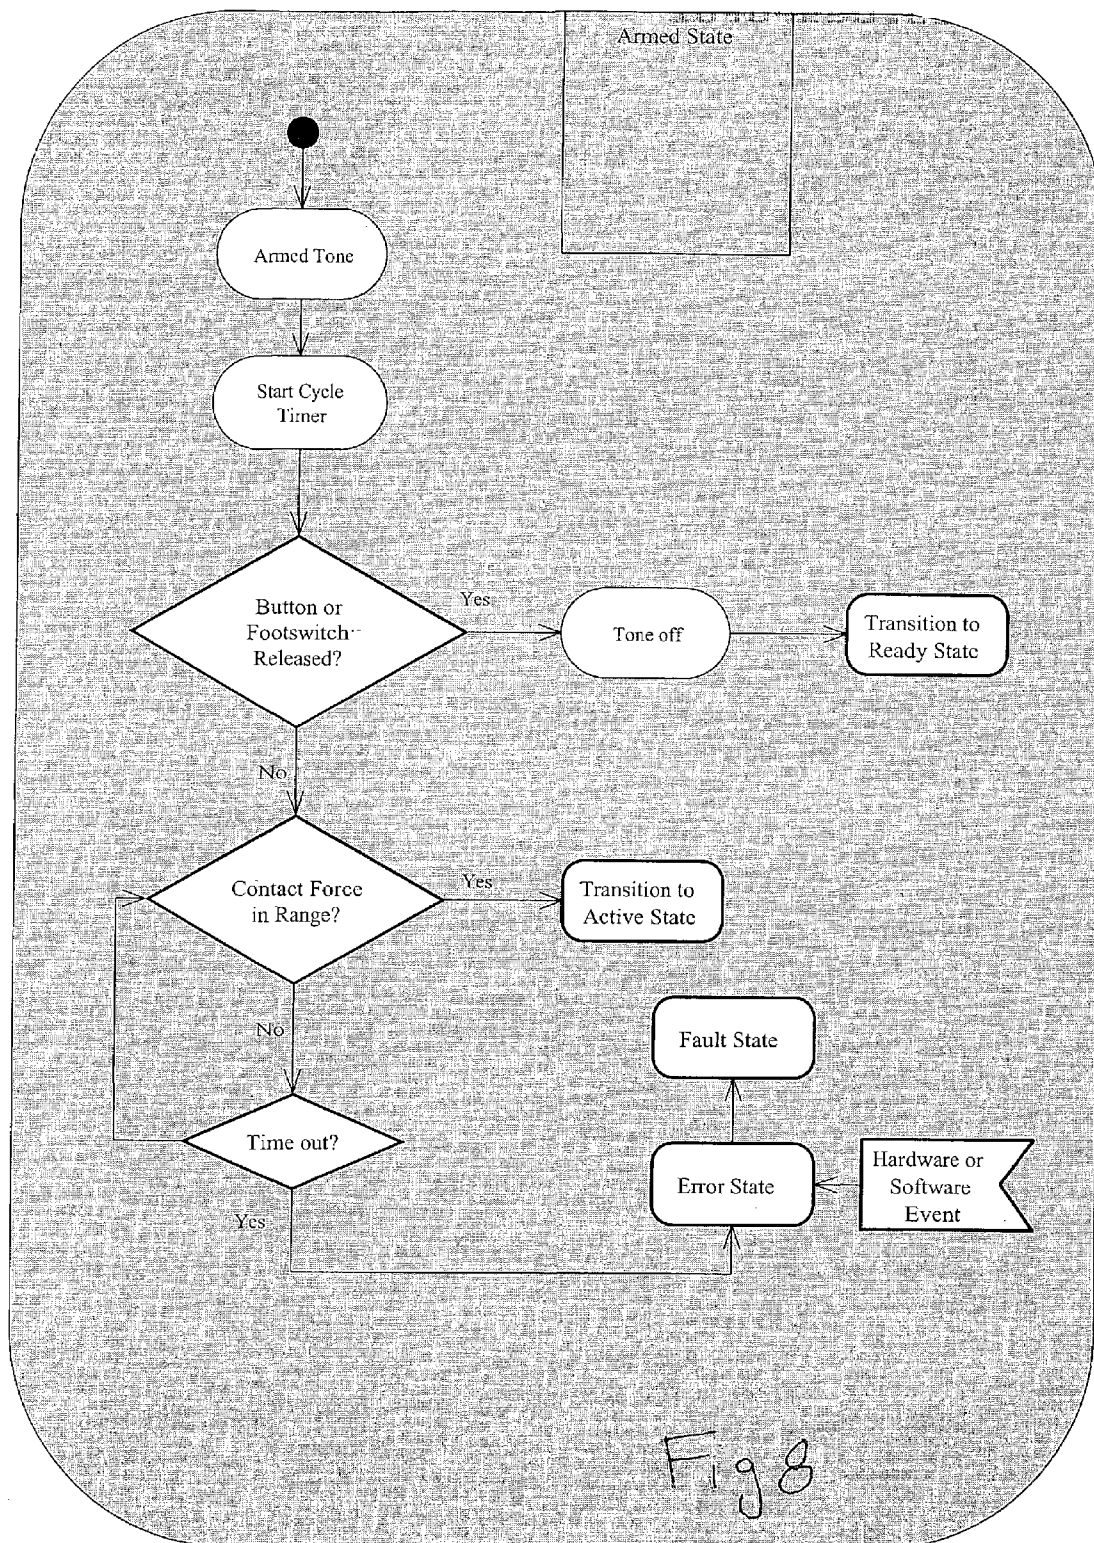 Armed State
Armed Tone
Start Cycle
Timer
Button or
Footswitch
Released?
Yes
Tone off
Transition to
Ready State
No
Contact Force
in Range?
Yes
Transition to
Active State
No
Fault State
Time out?
Error State
Hardware or
Software
Event
Yes
Fig 8